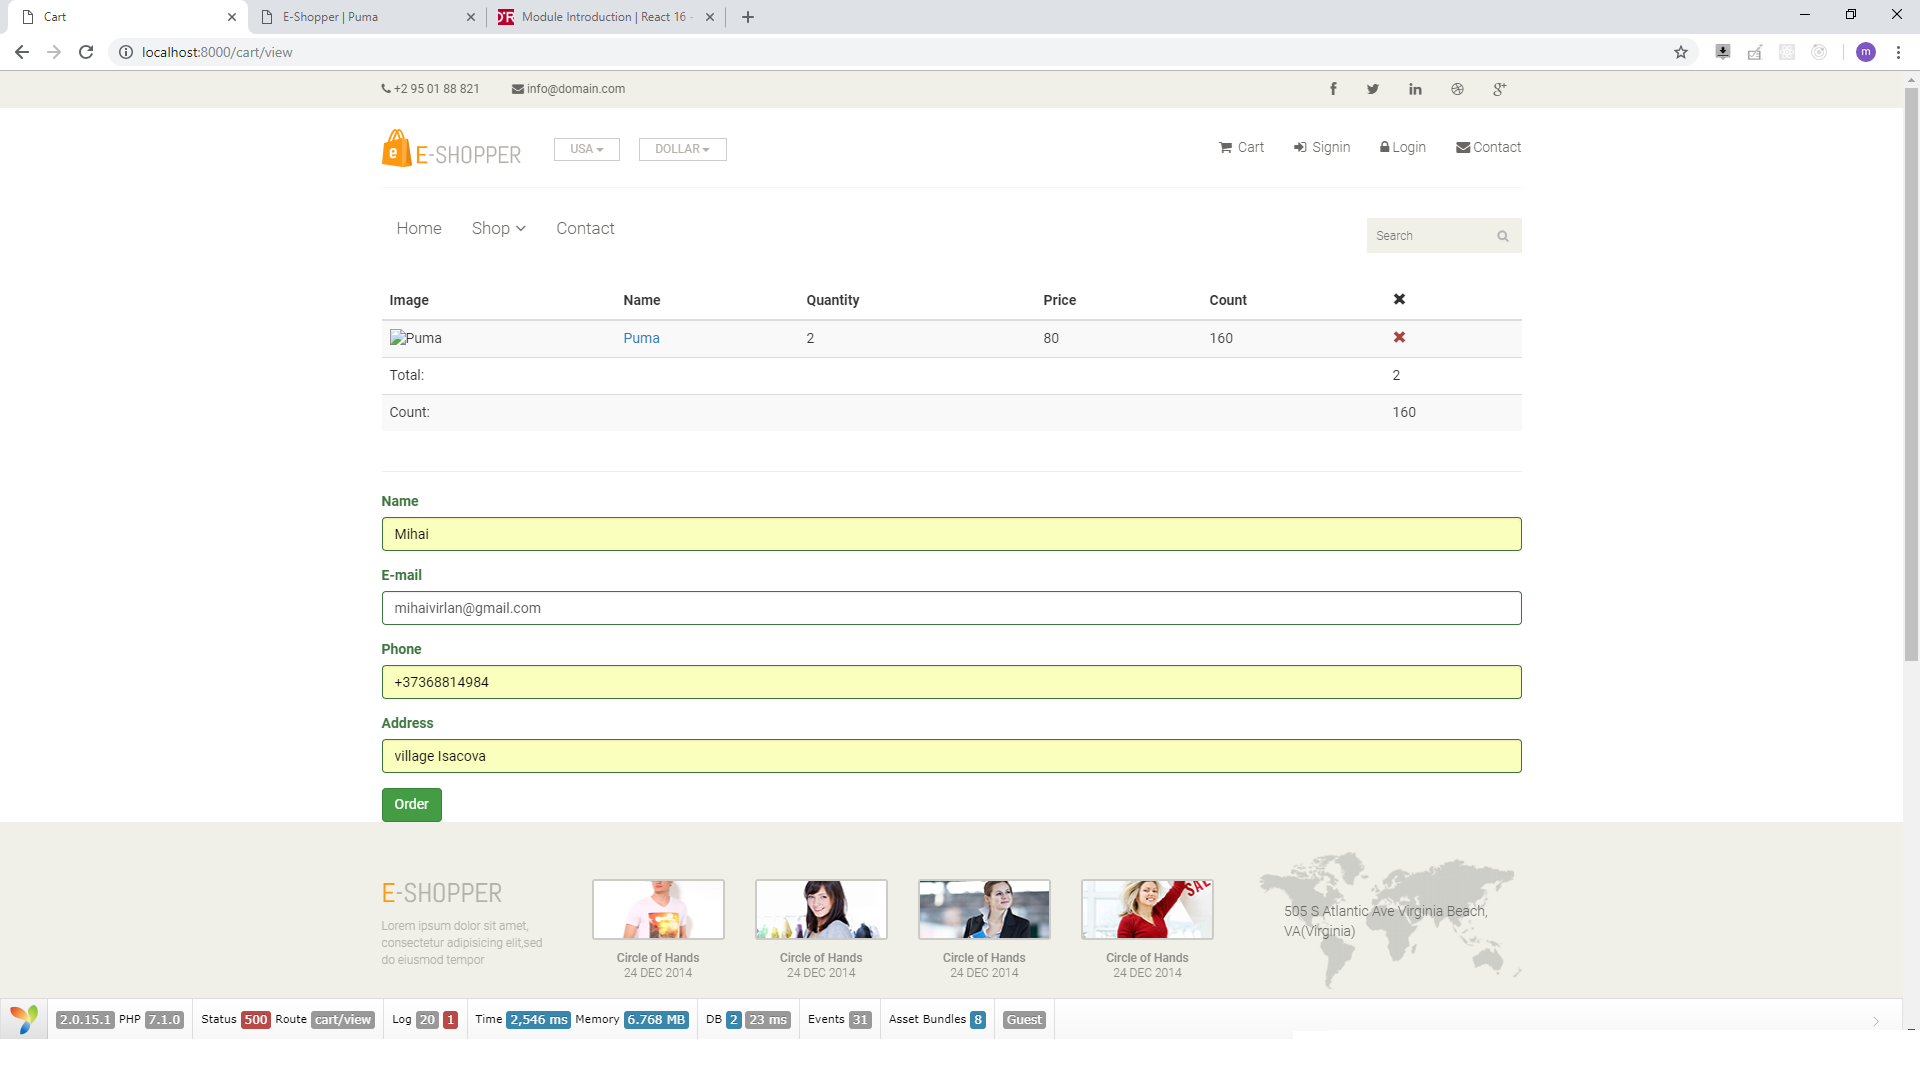 Cart
E-Shopper | Puma
Module Introduction | React 16 -
localhost:8000/cart/view
m
+2 95 01 88 821 info@domain.com
E-SHOPPER
USA DOLLAR
Cart Signin Login Contact
Home Shop Contact
Search
Image Name Quantity Price Count
Puma Puma 2 80 160
Total: 2
Count: 160
Name
Mihai
E-mail
mihaivirlan@gmail.com
Phone
+37368814984
Address
village Isacova
Order
E-SHOPPER
Lorem ipsum dolor sit amet,
consectetur adipisicing elit,sed
do eiusmod tempor
Circle of Hands
24 DEC 2014
Circle of Hands
24 DEC 2014
Circle of Hands
24 DEC 2014
SALE
Circle of Hands
24 DEC 2014
505 S Atlantic Ave Virginia Beach,
VA(Virginia)
2.0.15.1 PHP 7.1.0 Status 500 Route cart/view Log 20 1 Time 2,546 ms Memory 6.768 MB DB 2 23 ms Events 31 Asset Bundles 8 Guest